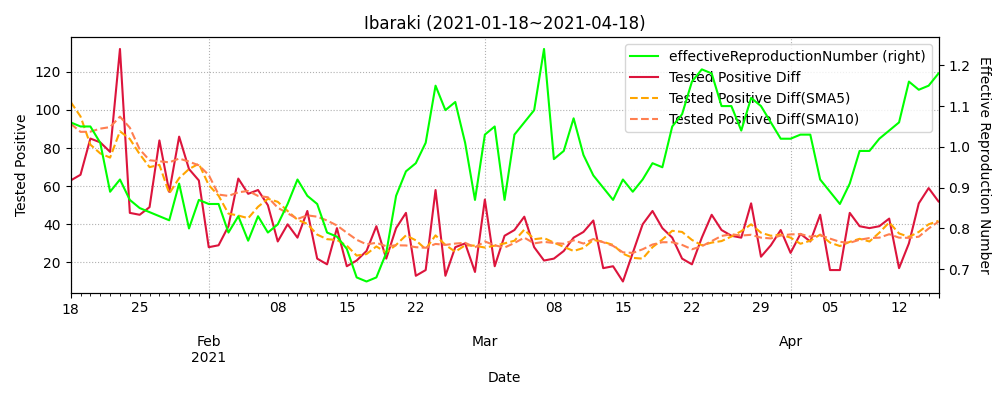 Ibaraki (2021-01-18~2021-04-18)
effectiveReproductionNumber (right)
Tested Positive Diff
Tested Positive Diff(SMA5)
Tested Positive Diff(SMA10)
Tested Positive
120
100
80
60
40
20
1.2
1.1
1.0
0.9
0.8
0.7
Effective Reproduction Number
18 25 08 15 22 08 15 22 29 05 12
Feb Mar Apr
2021
Date